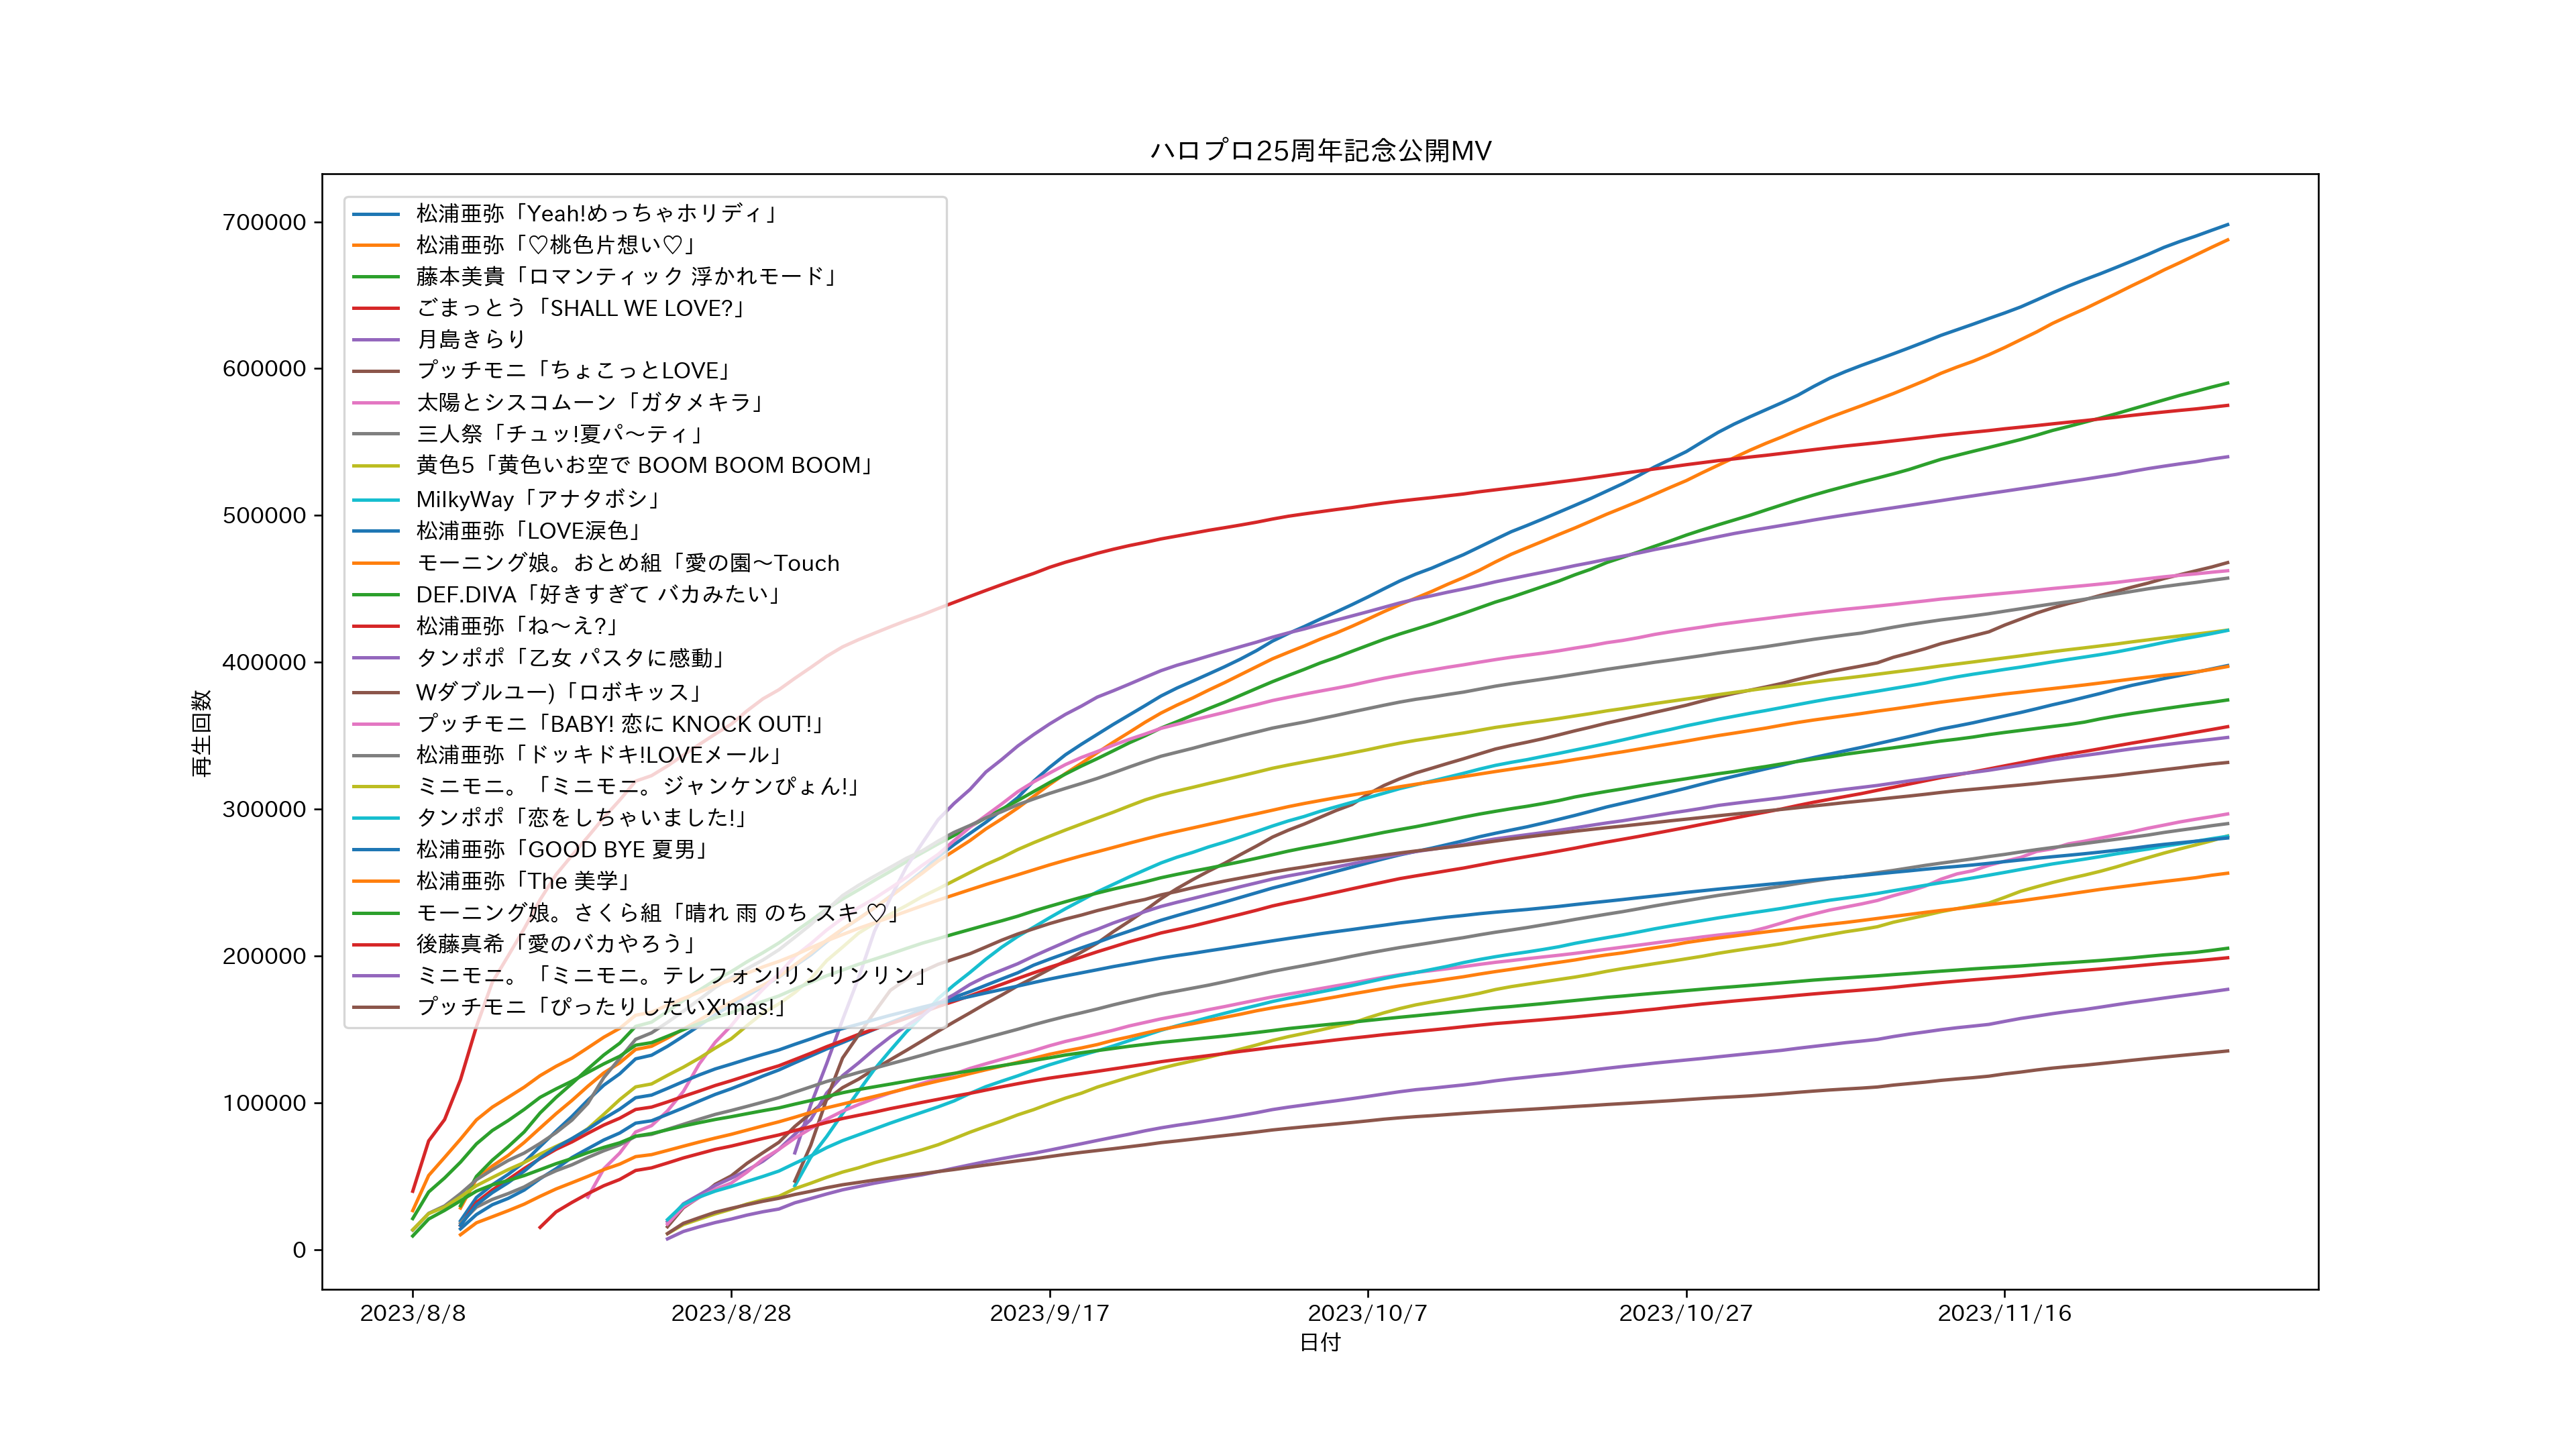 ハロプロ25周年記念公開MV
700000
600000
500000
400000
300000
200000
100000
0
再生回数
松浦亜弥「Yeah!めっちゃホリディ」
松浦亜弥「♡桃色片想い♡」
藤本美貴「ロマンティック 浮かれモード」
ごまっとう「SHALL WE LOVE?」
月島きらり
プッチモニ「ちょこっとLOVE」
太陽とシスコムーン「ガタメキラ」
三人祭「チュッ!夏パ〜ティ」
黄色5「黄色いお空で BOOM BOOM BOOM」
MilkyWay「アナタボシ」
松浦亜弥「LOVE涙色」
モーニング娘。おとめ組「愛の園〜Touch
DEF.DIVA「好きすぎて バカみたい」
松浦亜弥「ね〜え?」
タンポポ「乙女 パスタに感動」
Wダブルユー)「ロボキッス」
プッチモニ「BABY! 恋に KNOCK OUT!」
松浦亜弥「ドッキドキ!LOVEメール」
ミニモニ。「ミニモニ。ジャンケンぴょん!」
タンポポ「恋をしちゃいました!」
松浦亜弥「GOOD BYE 夏男」
松浦亜弥「The 美学」
モーニング娘。さくら組「晴れ 雨 のち スキ ♡」
後藤真希「愛のバカやろう」
ミニモニ。「ミニモニ。テレフォン!リンリンリン」
プッチモニ「ぴったりしたいX'mas!」
2023/8/8
2023/8/28
2023/9/17
2023/10/7
2023/10/27
2023/11/16
日付